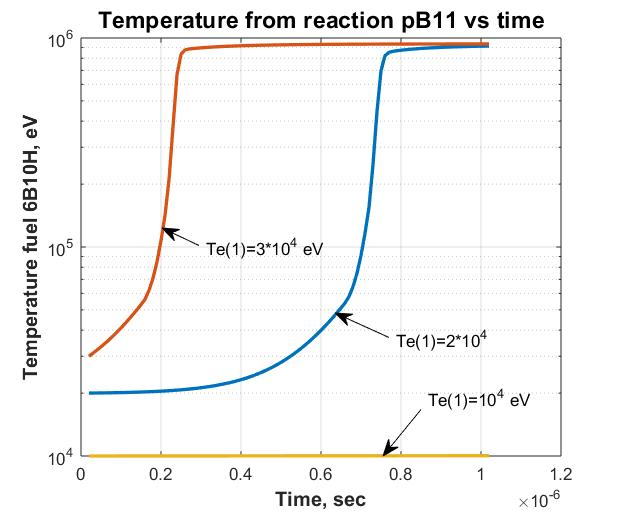 Temperature from reaction pB11 vs time
Temperature fuel 6B10H, eV
10^6
10^5
10^4
Te(1)=3*10^4 eV
Te(1)=2*10^4
Te(1)=10^4 eV
0 0.2 0.4 0.6 0.8 1 1.2
Time, sec
×10^-6